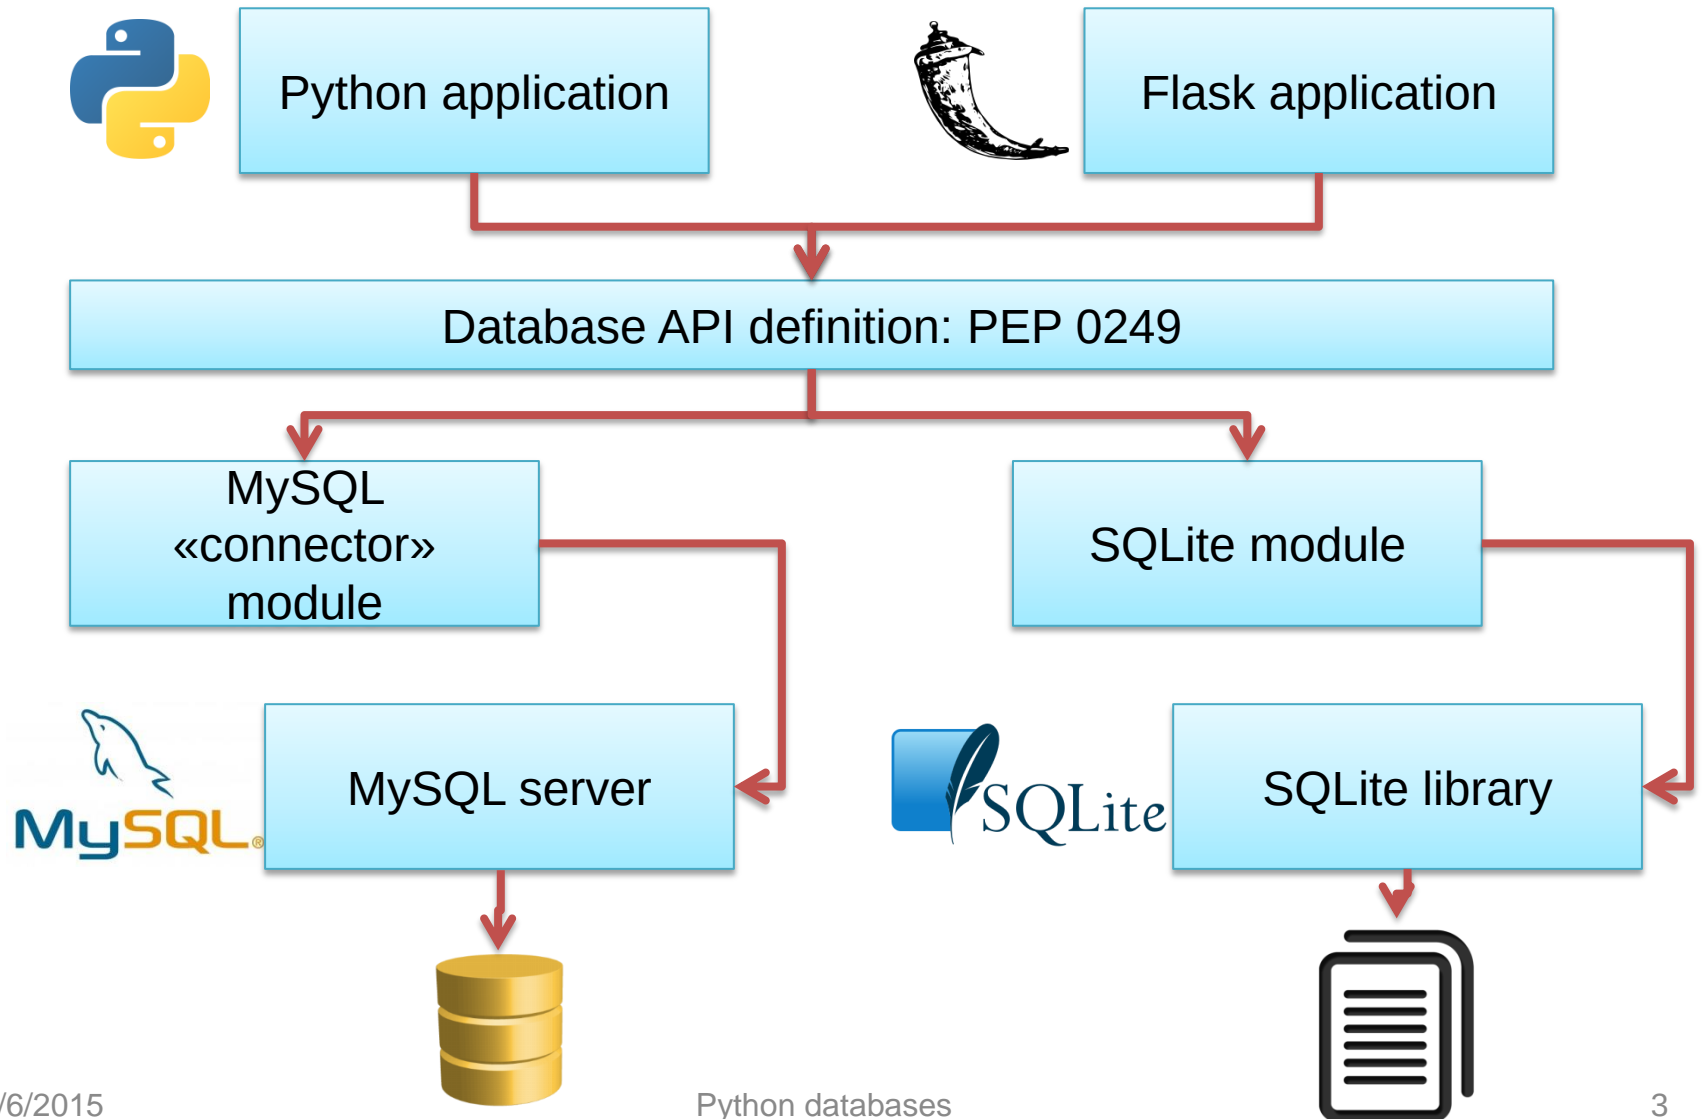 Python application
Flask application
Database API definition: PEP 0249
MySQL
«connector»
module
SQLite module
MySQL®
MySQL server
SQLite
SQLite library
/6/2015
Python databases
3